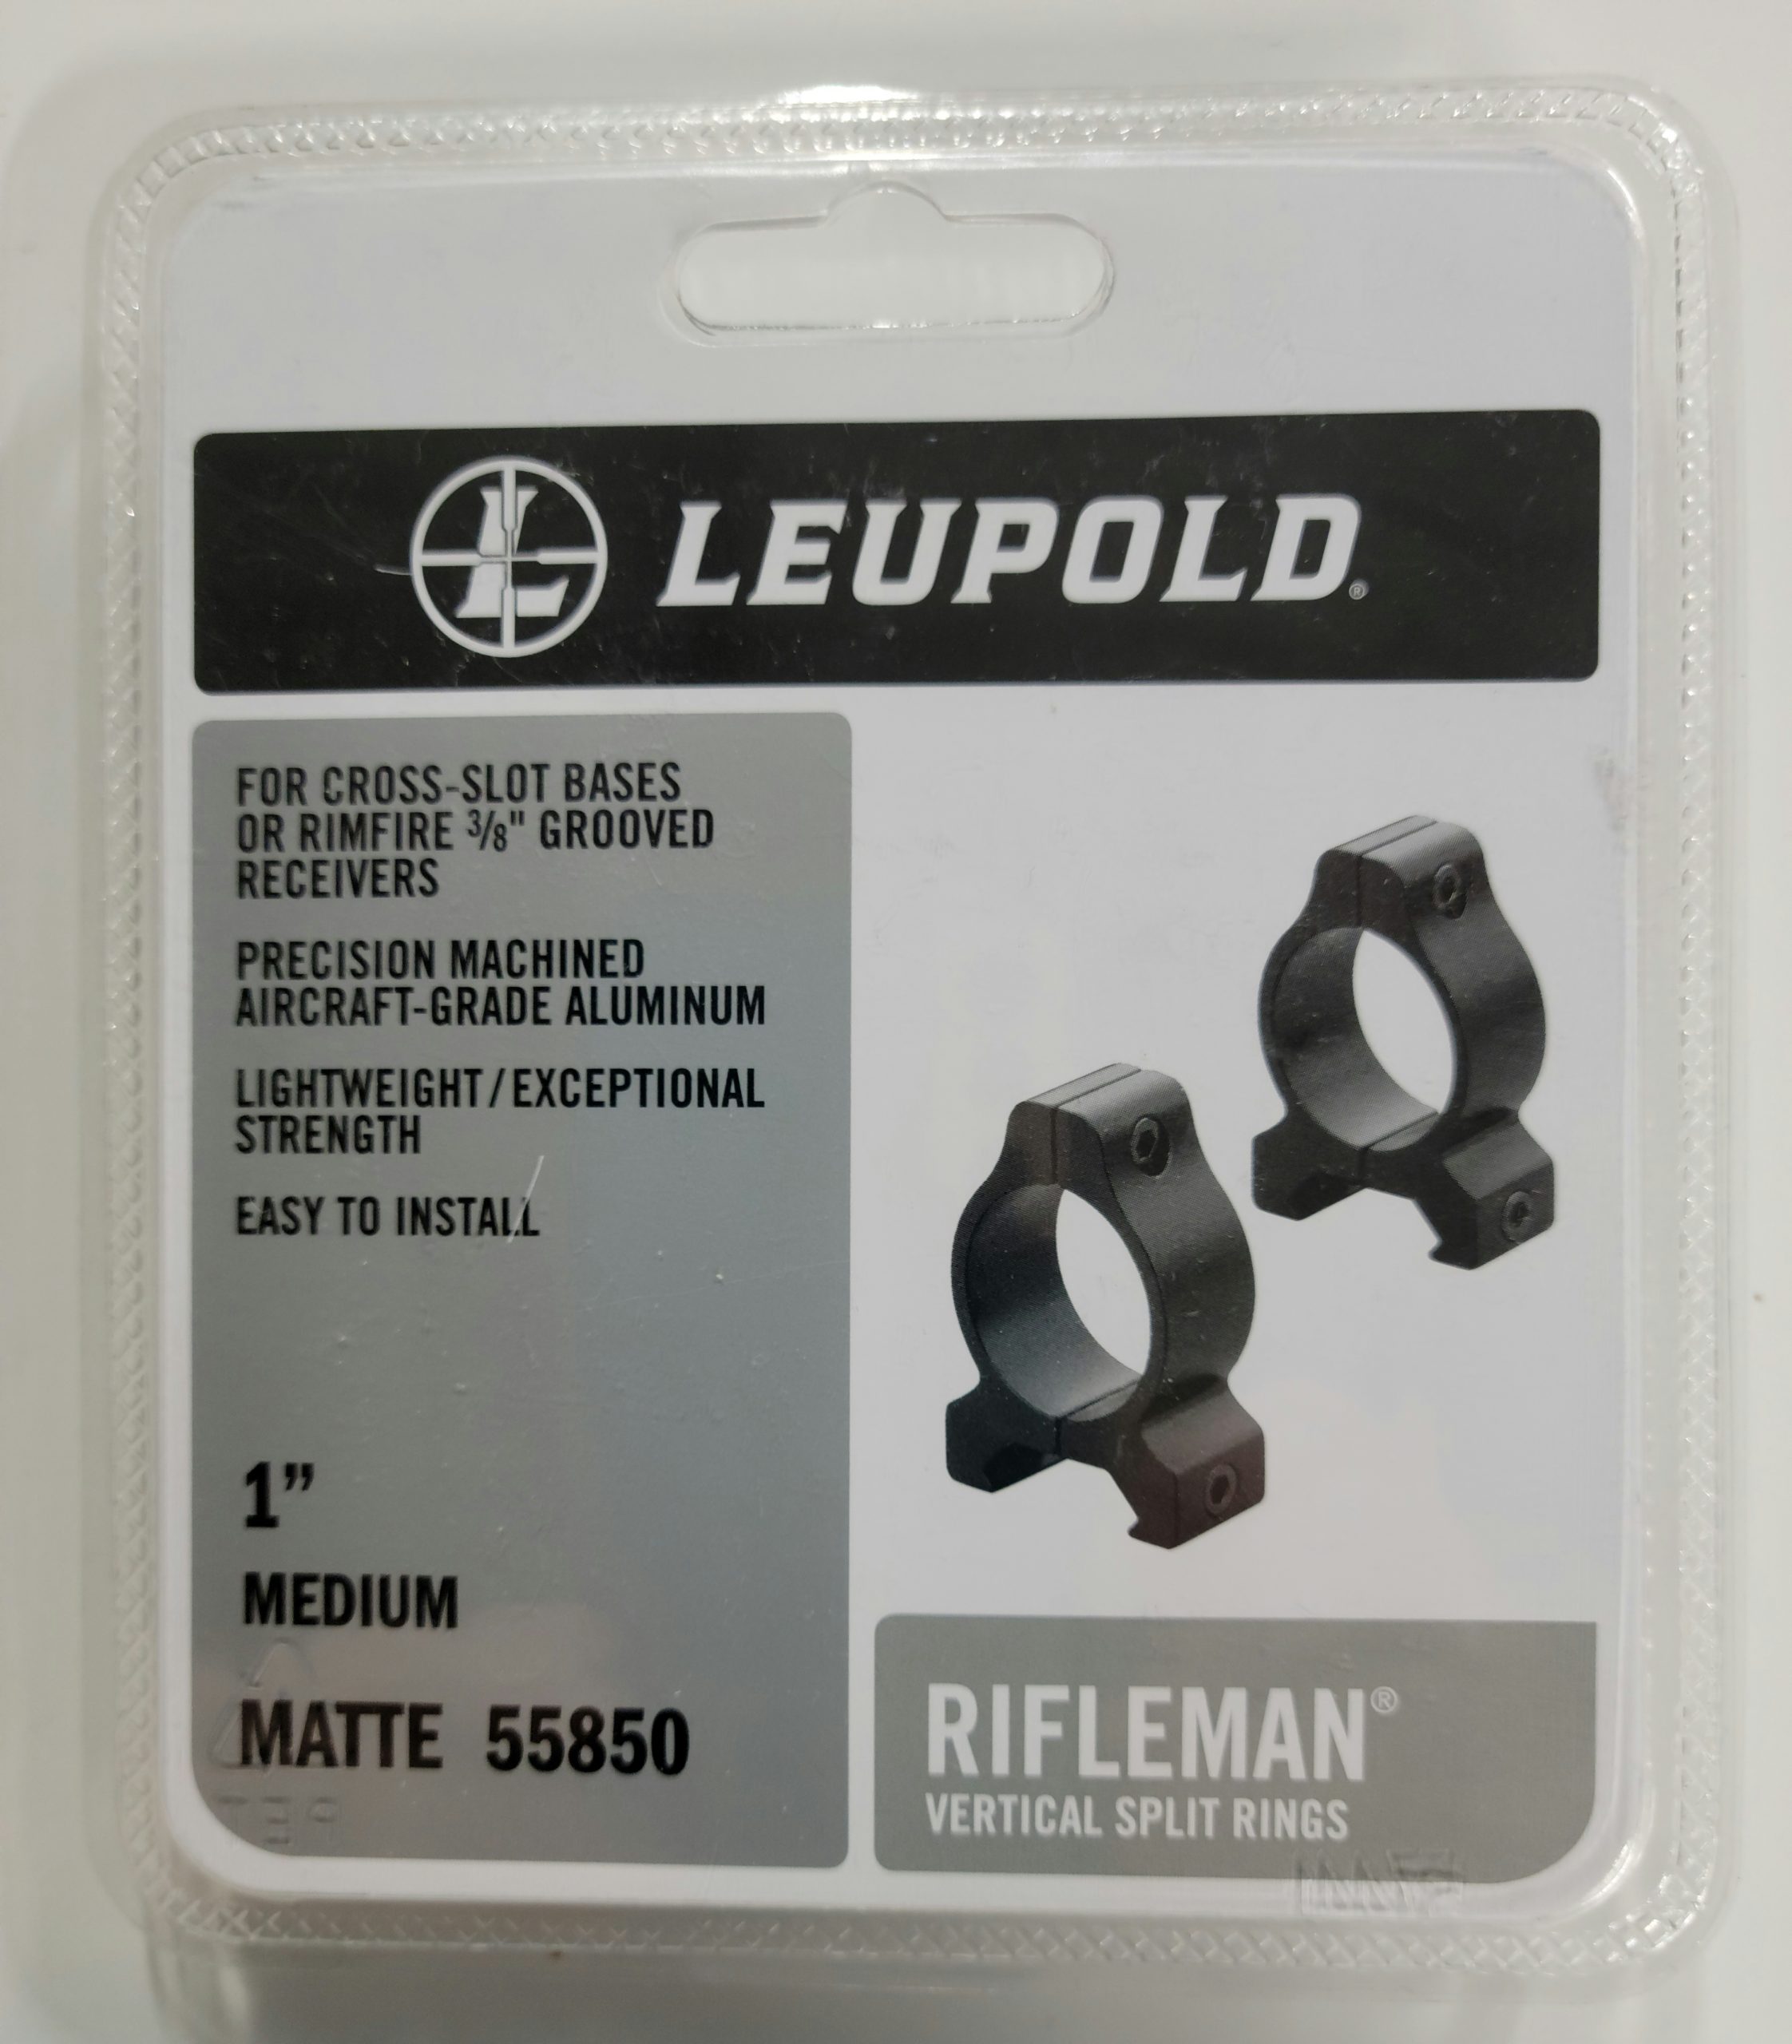 LEUPOLD®
FOR CROSS-SLOT BASES
OR RIMFIRE 3/8" GROOVED
RECEIVERS
PRECISION MACHINED
AIRCRAFT-GRADE ALUMINUM
LIGHTWEIGHT/EXCEPTIONAL
STRENGTH
EASY TO INSTALL
1”
MEDIUM
MATTE 55850
RIFLEMAN®
VERTICAL SPLIT RINGS